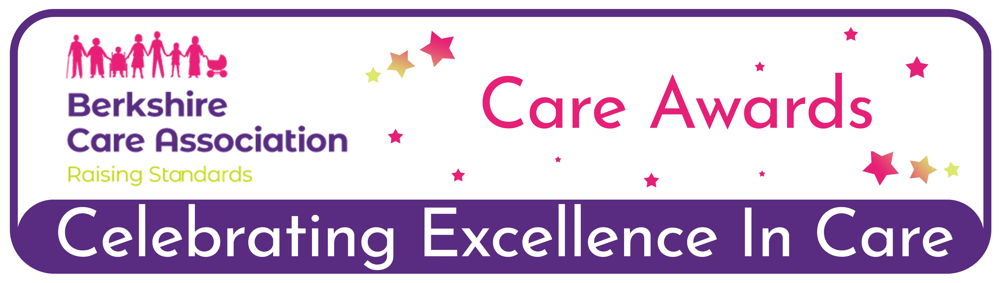 Berkshire
Care Association
Raising Standards
Care Awards
Celebrating Excellence In Care